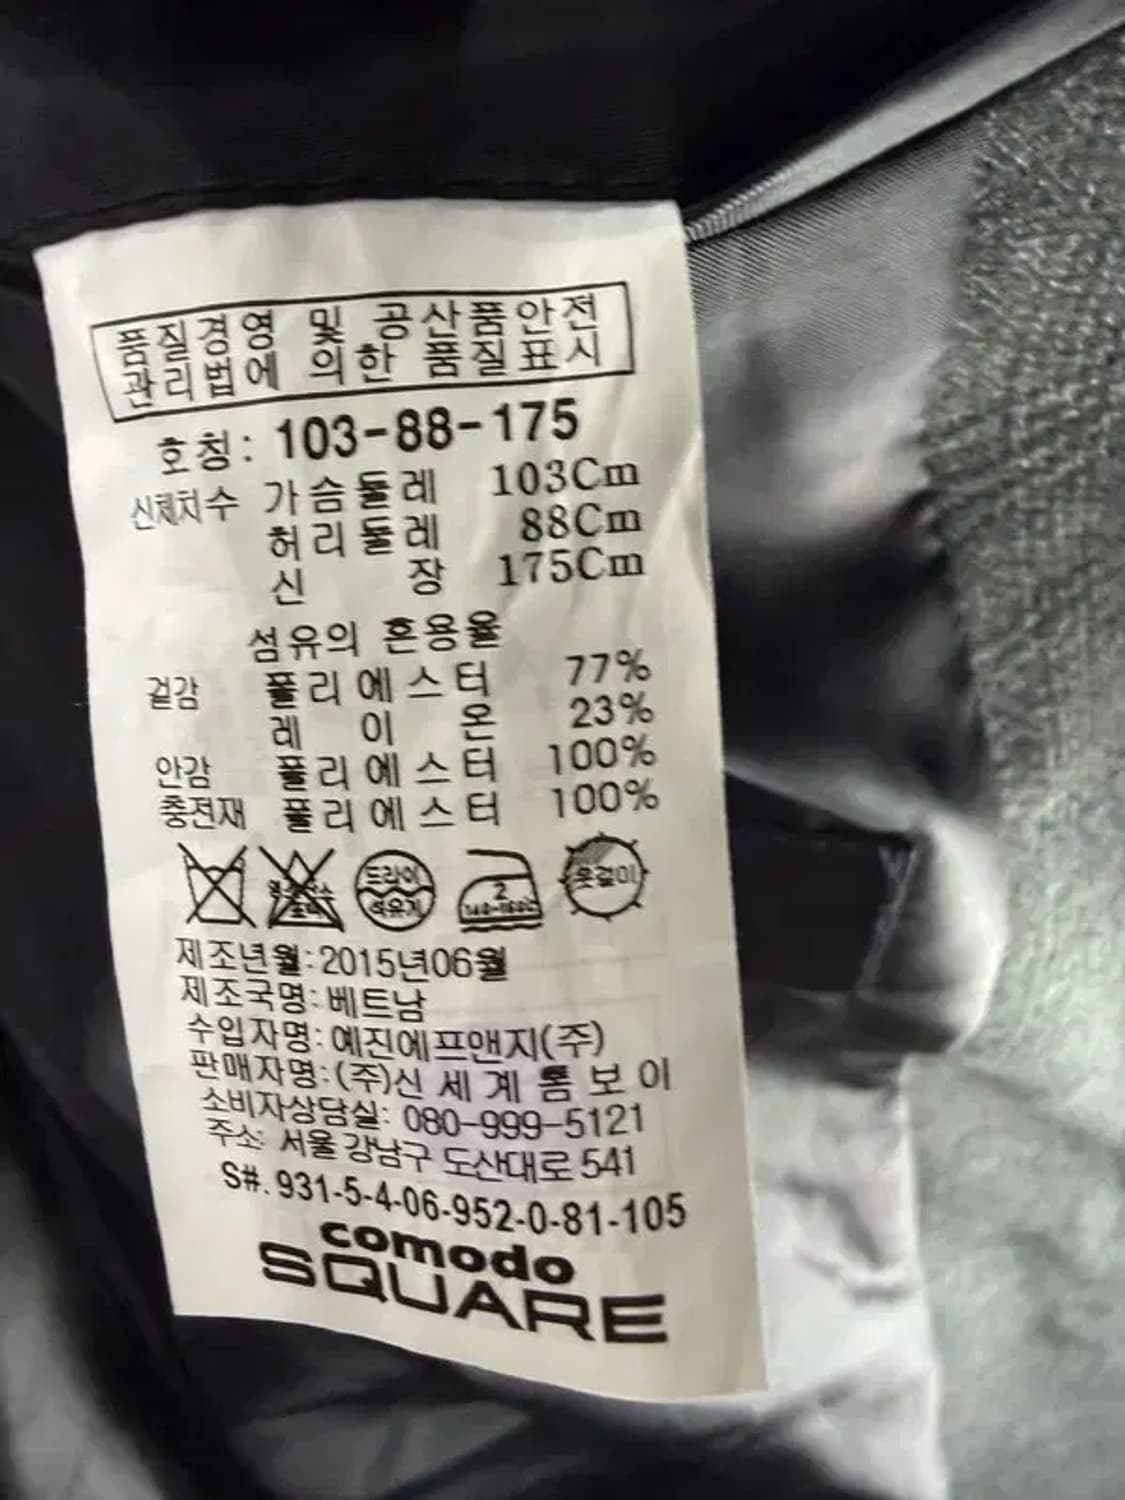 품질경영 및 공산품안전
관리법에 의한 품질표시
호칭: 103-88-175
신체치수 가슴둘레 103Cm
허리둘레 88Cm
신 장 175Cm
섬유의 혼용율
겉감 폴리에스터 77%
레 이 온 23%
안감 폴리에스터 100%
충전재 폴리에스터 100%
드라이
석유계
2
옷걸이
제조년월:2015년06월
제조국명:베트남
수입자명:예진에프앤지(주)
판매자명:(주)신세계톰보이
소비자상담실: 080-999-5121
주소: 서울 강남구 도산대로 541
S#. 931-5-4-06-952-0-81-105
comodo
SQUARE